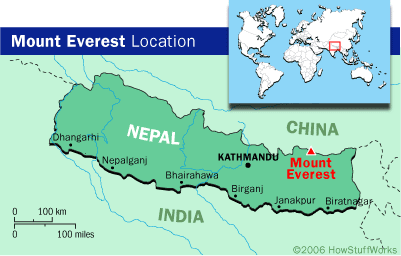 Mount Everest Location
CHINA
NEPAL
Dhangarhi
KATHMANDU
Mount
Everest
Nepalganj
Bhairahawa
Birganj
Janakpur
Biratnagar
INDIA
0 100 km
0 100 miles
©2006 HowStuffWorks